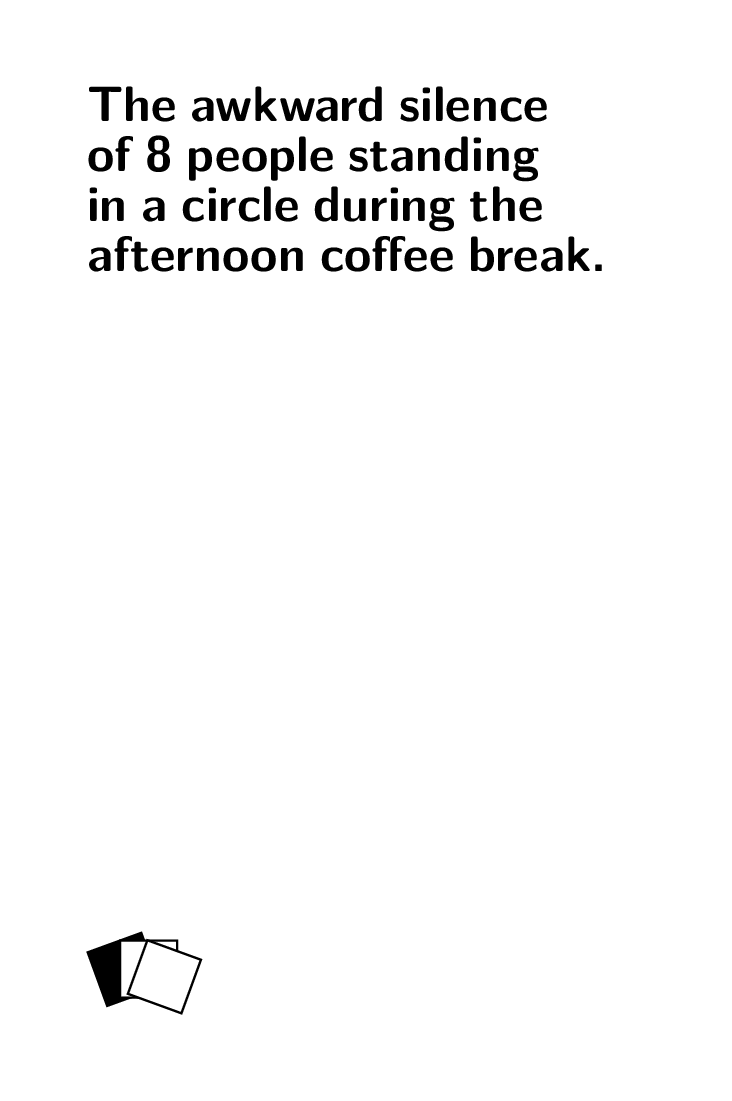 The awkward silence
of 8 people standing
in a circle during the
afternoon coffee break.